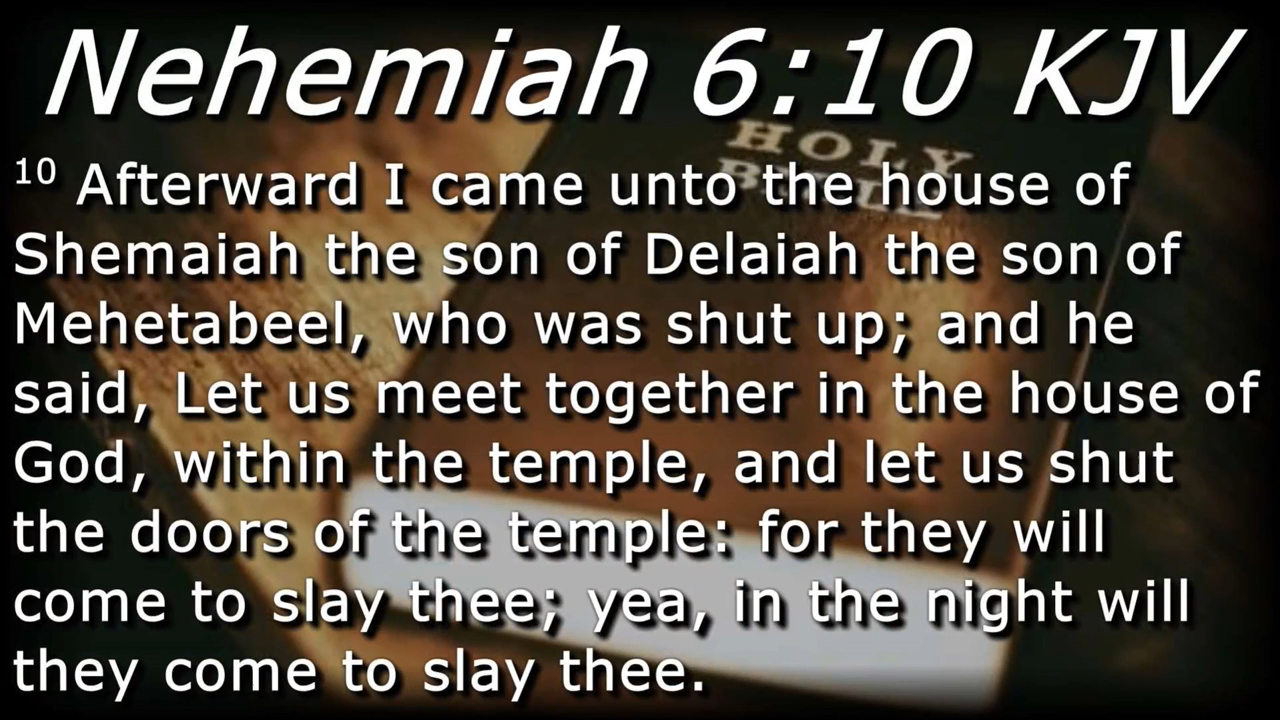 Nehemiah 6:10 KJV
HOLY
10 Afterward I came unto the house of
Shemaiah the son of Delaiah the son of
Mehetabeel, who was shut up; and he
said, Let us meet together in the house of
God, within the temple, and let us shut
the doors of the temple: for they will
come to slay thee; yea, in the night will
they come to slay thee.